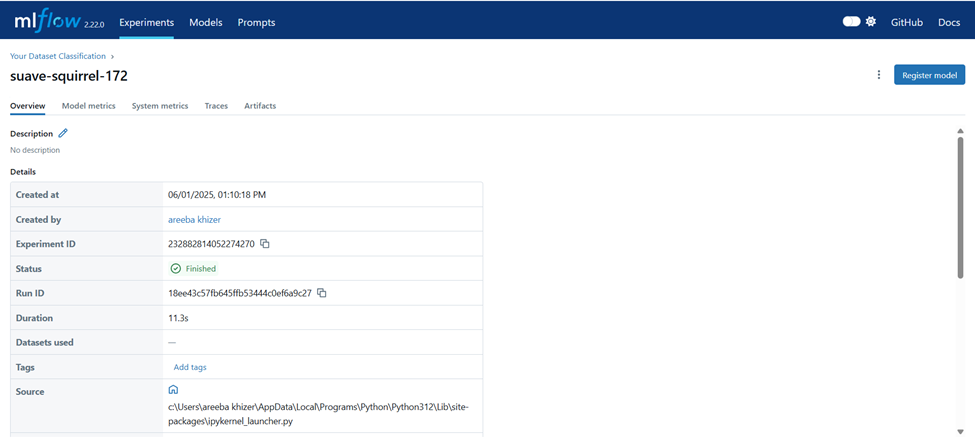 mlflow 2.22.0 Experiments Models Prompts GitHub Docs
Your Dataset Classification
suave-squirrel-172
Register model
Overview Model metrics System metrics Traces Artifacts
Description
No description
Details
Created at 06/01/2025, 01:10:18 PM
Created by areeba khizer
Experiment ID 232882814052274270
Status Finished
Run ID 18ee43c57fb645ffb53444c0ef6a9c27
Duration 11.3s
Datasets used —
Tags Add tags
Source
c:\Users\areeba khizer\AppData\Local\Programs\Python\Python312\Lib\site-
packages\ipykernel_launcher.py